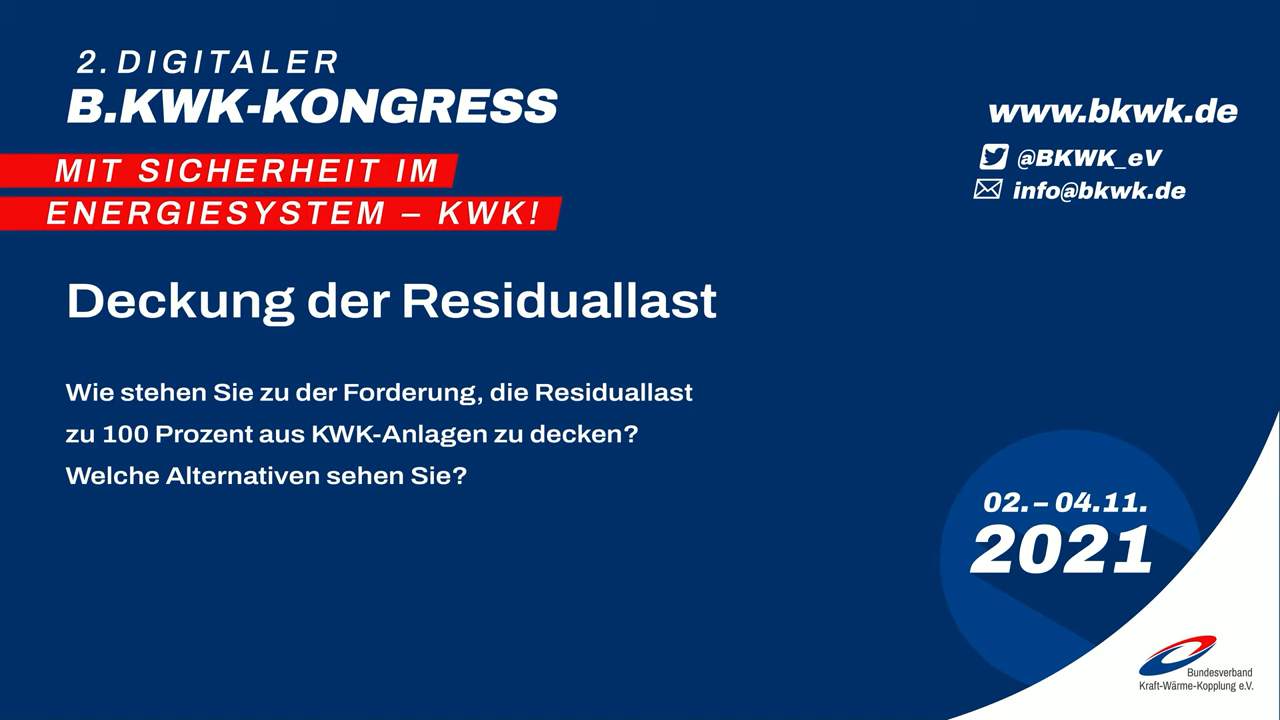 2. DIGITALER
B.KWK-KONGRESS
MIT SICHERHEIT IM
ENERGIESYSTEM – KWK!
www.bkwk.de
@BKWK_eV
info@bkwk.de
Deckung der Residuallast
Wie stehen Sie zu der Forderung, die Residuallast
zu 100 Prozent aus KWK-Anlagen zu decken?
Welche Alternativen sehen Sie?
02. – 04.11.
2021
Bundesverband
Kraft-Wärme-Kopplung e.V.